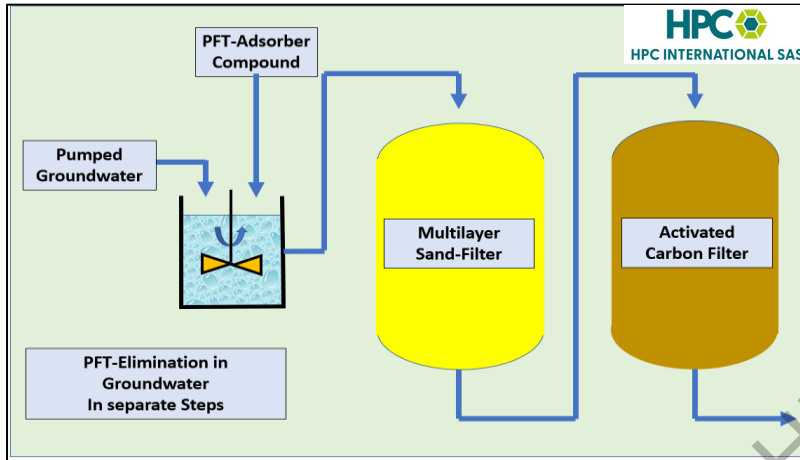 HPC
HPC INTERNATIONAL SAS
PFT-Adsorber
Compound
Pumped
Groundwater
Multilayer
Sand-Filter
Activated
Carbon Filter
PFT-Elimination in
Groundwater
In separate Steps